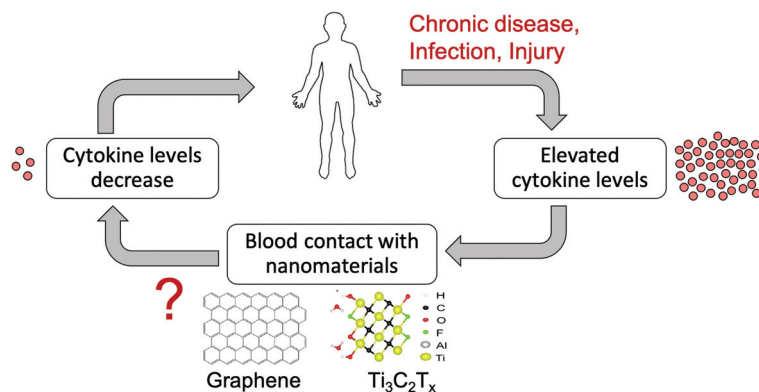 Chronic disease,
Infection, Injury
Cytokine levels
decrease
Elevated
cytokine levels
Blood contact with
nanomaterials
?
H
C
O
F
Al
Ti
Graphene
Ti₃C₂Tₓ